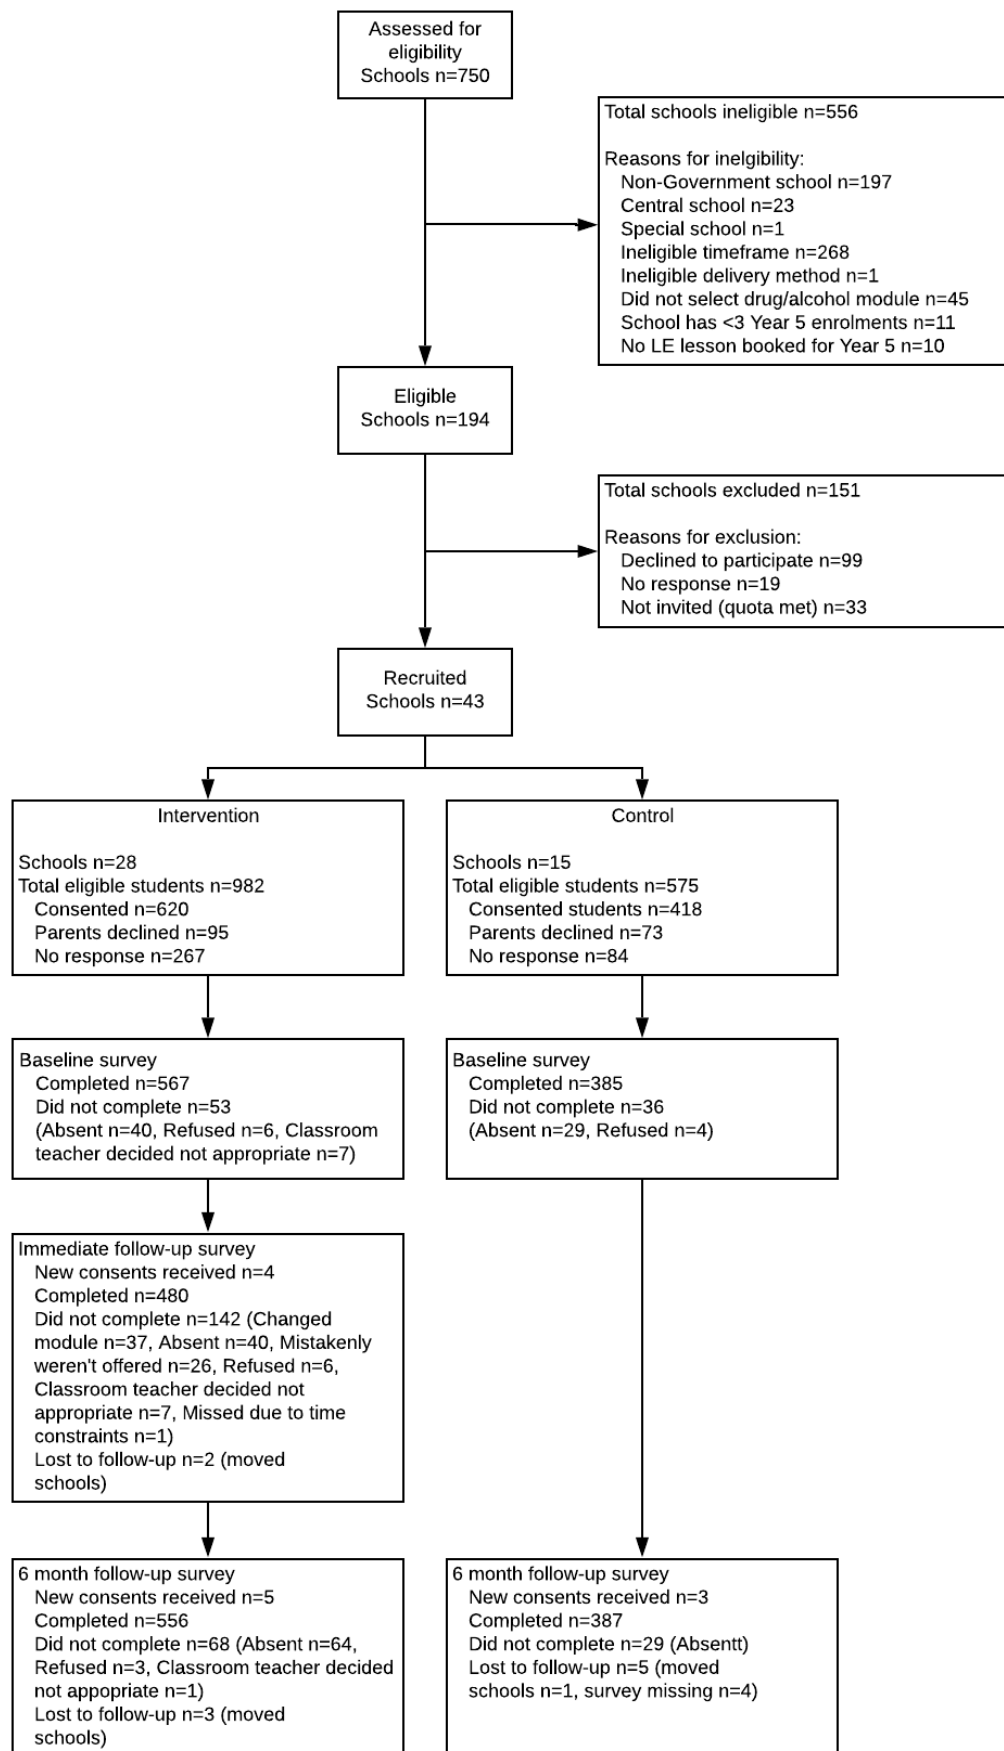 Assessed for
eligibility
Schools n=750
Total schools ineligible n=556
Reasons for inelgibility:
Non-Government school n=197
Central school n=23
Special school n=1
Ineligible timeframe n=268
Ineligible delivery method n=1
Did not select drug/alcohol module n=45
School has <3 Year 5 enrolments n=11
No LE lesson booked for Year 5 n=10
Eligible
Schools n=194
Total schools excluded n=151
Reasons for exclusion:
Declined to participate n=99
No response n=19
Not invited (quota met) n=33
Recruited
Schools n=43
Intervention
Schools n=28
Total eligible students n=982
Consented n=620
Parents declined n=95
No response n=267
Control
Schools n=15
Total eligible students n=575
Consented students n=418
Parents declined n=73
No response n=84
Baseline survey
Completed n=567
Did not complete n=53
(Absent n=40, Refused n=6, Classroom
teacher decided not appropriate n=7)
Baseline survey
Completed n=385
Did not complete n=36
(Absent n=29, Refused n=4)
Immediate follow-up survey
New consents received n=4
Completed n=480
Did not complete n=142 (Changed
module n=37, Absent n=40, Mistakenly
weren't offered n=26, Refused n=6,
Classroom teacher decided not
appropriate n=7, Missed due to time
constraints n=1)
Lost to follow-up n=2 (moved
schools)
6 month follow-up survey
New consents received n=5
Completed n=556
Did not complete n=68 (Absent n=64,
Refused n=3, Classroom teacher decided
not appopriate n=1)
Lost to follow-up n=3 (moved
schools)
6 month follow-up survey
New consents received n=3
Completed n=387
Did not complete n=29 (Absentt)
Lost to follow-up n=5 (moved
schools n=1, survey missing n=4)